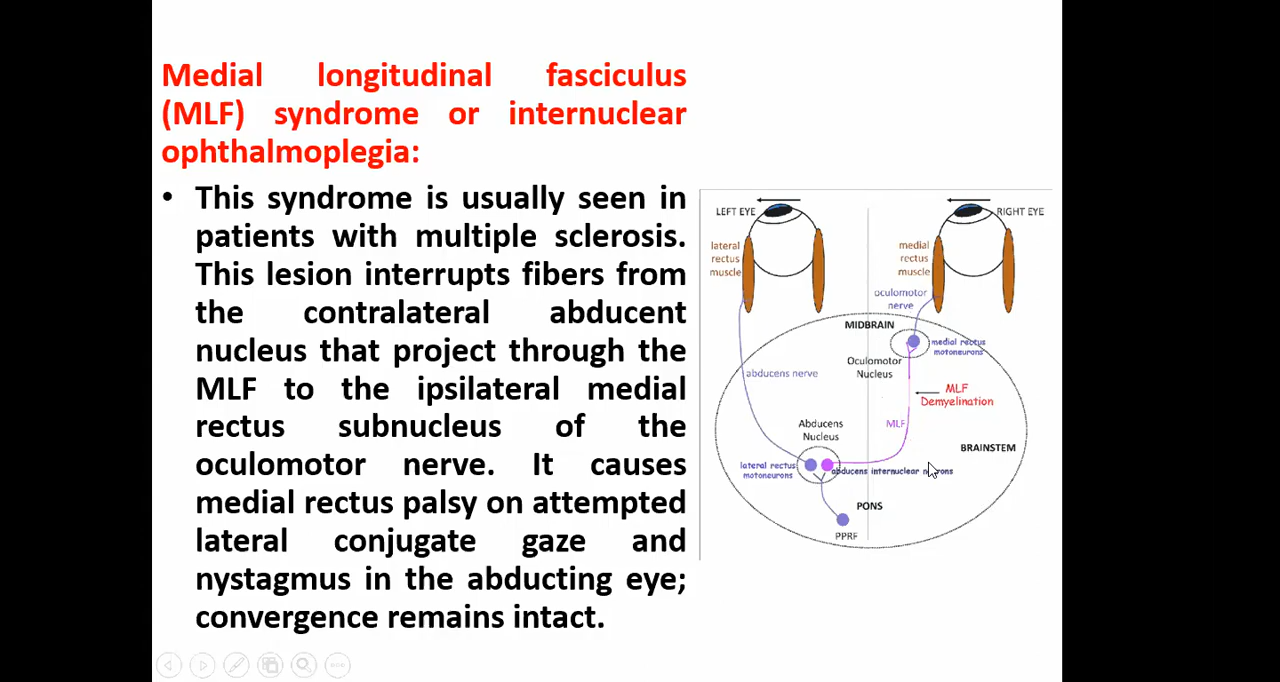 Medial longitudinal fasciculus
(MLF) syndrome or internuclear
ophthalmoplegia:
• This syndrome is usually seen in
patients with multiple sclerosis.
This lesion interrupts fibers from
the contralateral abducent
nucleus that project through the
MLF to the ipsilateral medial
rectus subnucleus of the
oculomotor nerve. It causes
medial rectus palsy on attempted
lateral conjugate gaze and
nystagmus in the abducting eye;
convergence remains intact.
LEFT EYE
RIGHT EYE
lateral
rectus
muscle
medial
rectus
muscle
oculomotor
nerve
MIDBRAIN
medial rectus
motoneurons
Oculomotor
Nucleus
abducens nerve
MLF
Demyelination
MLF
Abducens
Nucleus
BRAINSTEM
lateral rectus
motoneurons
abducens internuclear neurons
PONS
PPRF